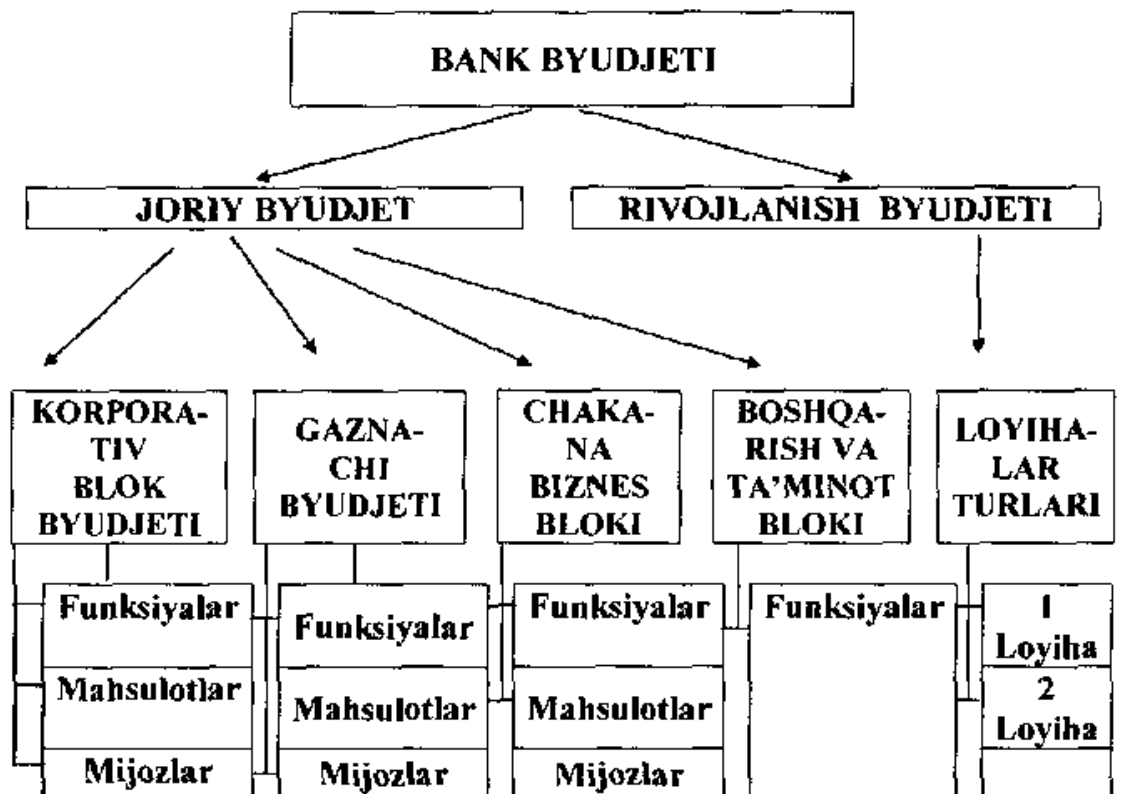 BANK BYUDJETI
JORIY BYUDJET
RIVOJLANISH BYUDJETI
KORPORA-
TIV
BLOK
BYUDJETI
GAZNA-
CHI
BYUDJETI
CHAKA-
NA
BIZNES
BLOKI
BOSHQA-
RISH VA
TA’MINOT
BLOKI
LOYIHA-
LAR
TURLARI
Funksiyalar
Mahsulotlar
Mijozlar
Funksiyalar
Mahsulotlar
Mijozlar
Funksiyalar
Mahsulotlar
Mijozlar
Funksiyalar
1
Loyiha
2
Loyiha